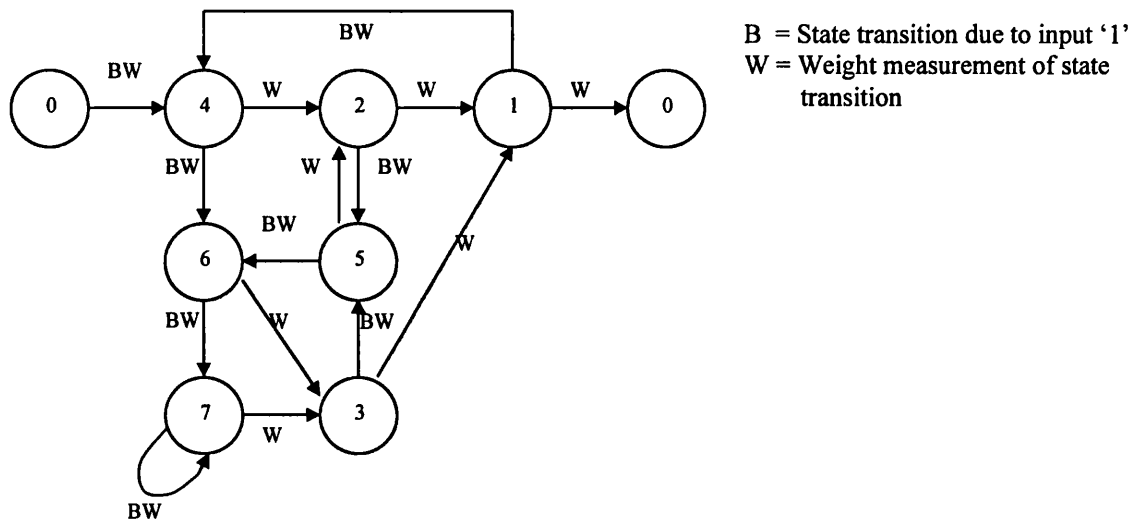 BW
B = State transition due to input ‘1’
W = Weight measurement of state
transition
BW
0
4
W
2
W
1
W
0
BW
W
BW
BW
6
5
W
BW
W
BW
7
W
3
BW